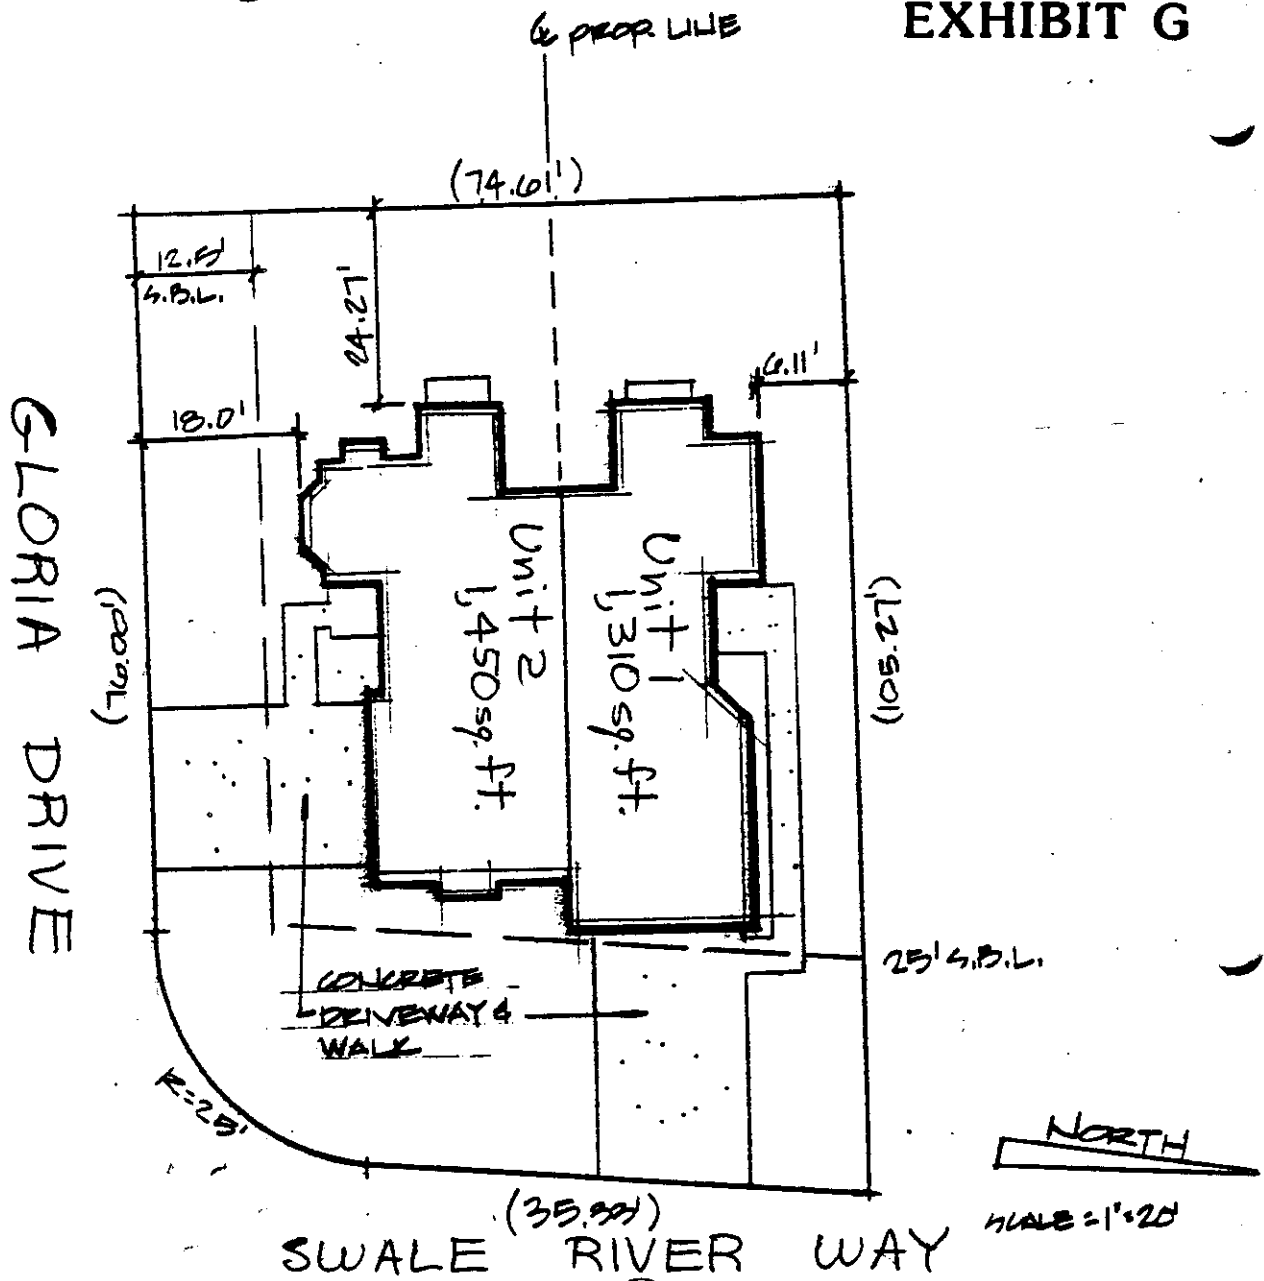 EXHIBIT G
℄ PROP. LINE
(74.61')
12.5'
S.B.L.
24.27'
6.11'
18.0'
GLORIA DRIVE
(76.00')
(105.27')
Unit 2
1,450 sq. ft.
Unit 1
1,310 sq. ft.
25' S.B.L.
CONCRETE
DRIVEWAY &
WALK
R=25'
NORTH
SCALE = 1"=20'
SWALE RIVER WAY